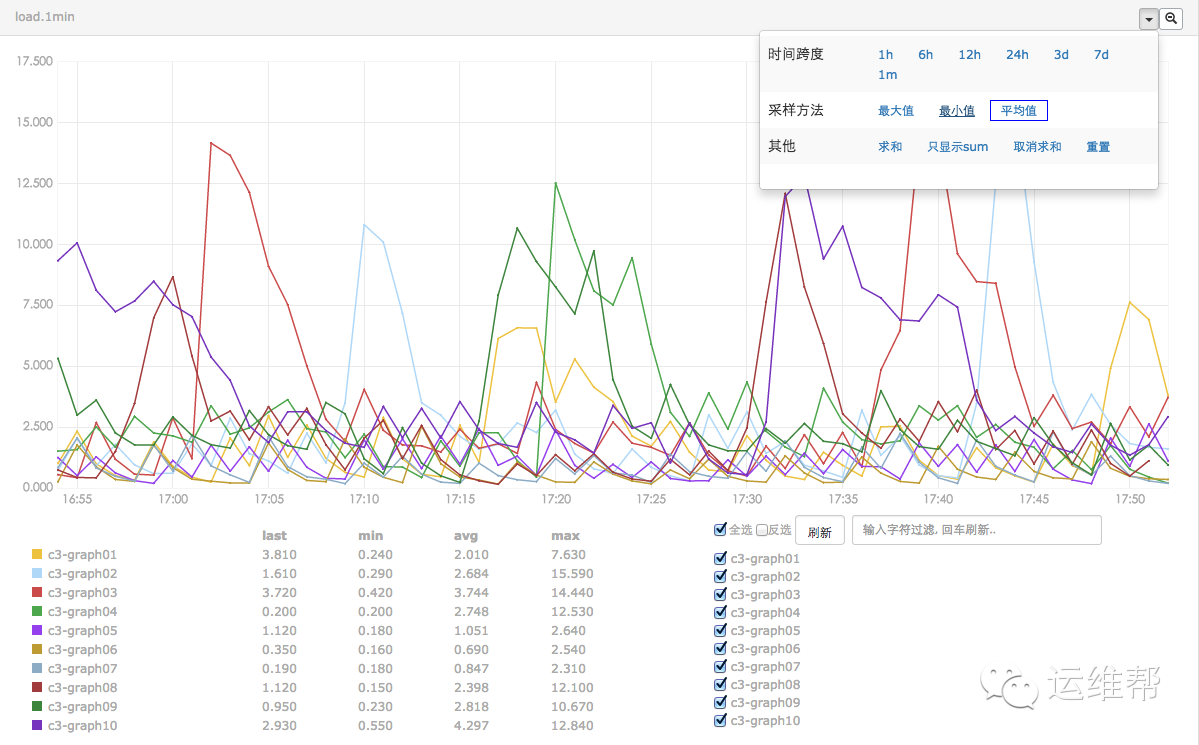 load.1min
时间跨度 1h 6h 12h 24h 3d 7d
1m
采样方法 最大值 最小值 平均值
其他 求和 只显示sum 取消求和 重置
17.500
15.000
12.500
10.000
7.500
5.000
2.500
0.000
16:55 17:00 17:05 17:10 17:15 17:20 17:25 17:30 17:35 17:40 17:45 17:50
last min avg max
c3-graph01 3.810 0.240 2.010 7.630
c3-graph02 1.610 0.290 2.684 15.590
c3-graph03 3.720 0.420 3.744 14.440
c3-graph04 0.200 0.200 2.748 12.530
c3-graph05 1.120 0.180 1.051 2.640
c3-graph06 0.350 0.160 0.690 2.540
c3-graph07 0.190 0.180 0.847 2.310
c3-graph08 1.120 0.150 2.398 12.100
c3-graph09 0.950 0.230 2.818 10.670
c3-graph10 2.930 0.550 4.297 12.840
全选 反选 刷新 输入字符过滤, 回车刷新..
c3-graph01
c3-graph02
c3-graph03
c3-graph04
c3-graph05
c3-graph06
c3-graph07
c3-graph08
c3-graph09
c3-graph10
运维帮